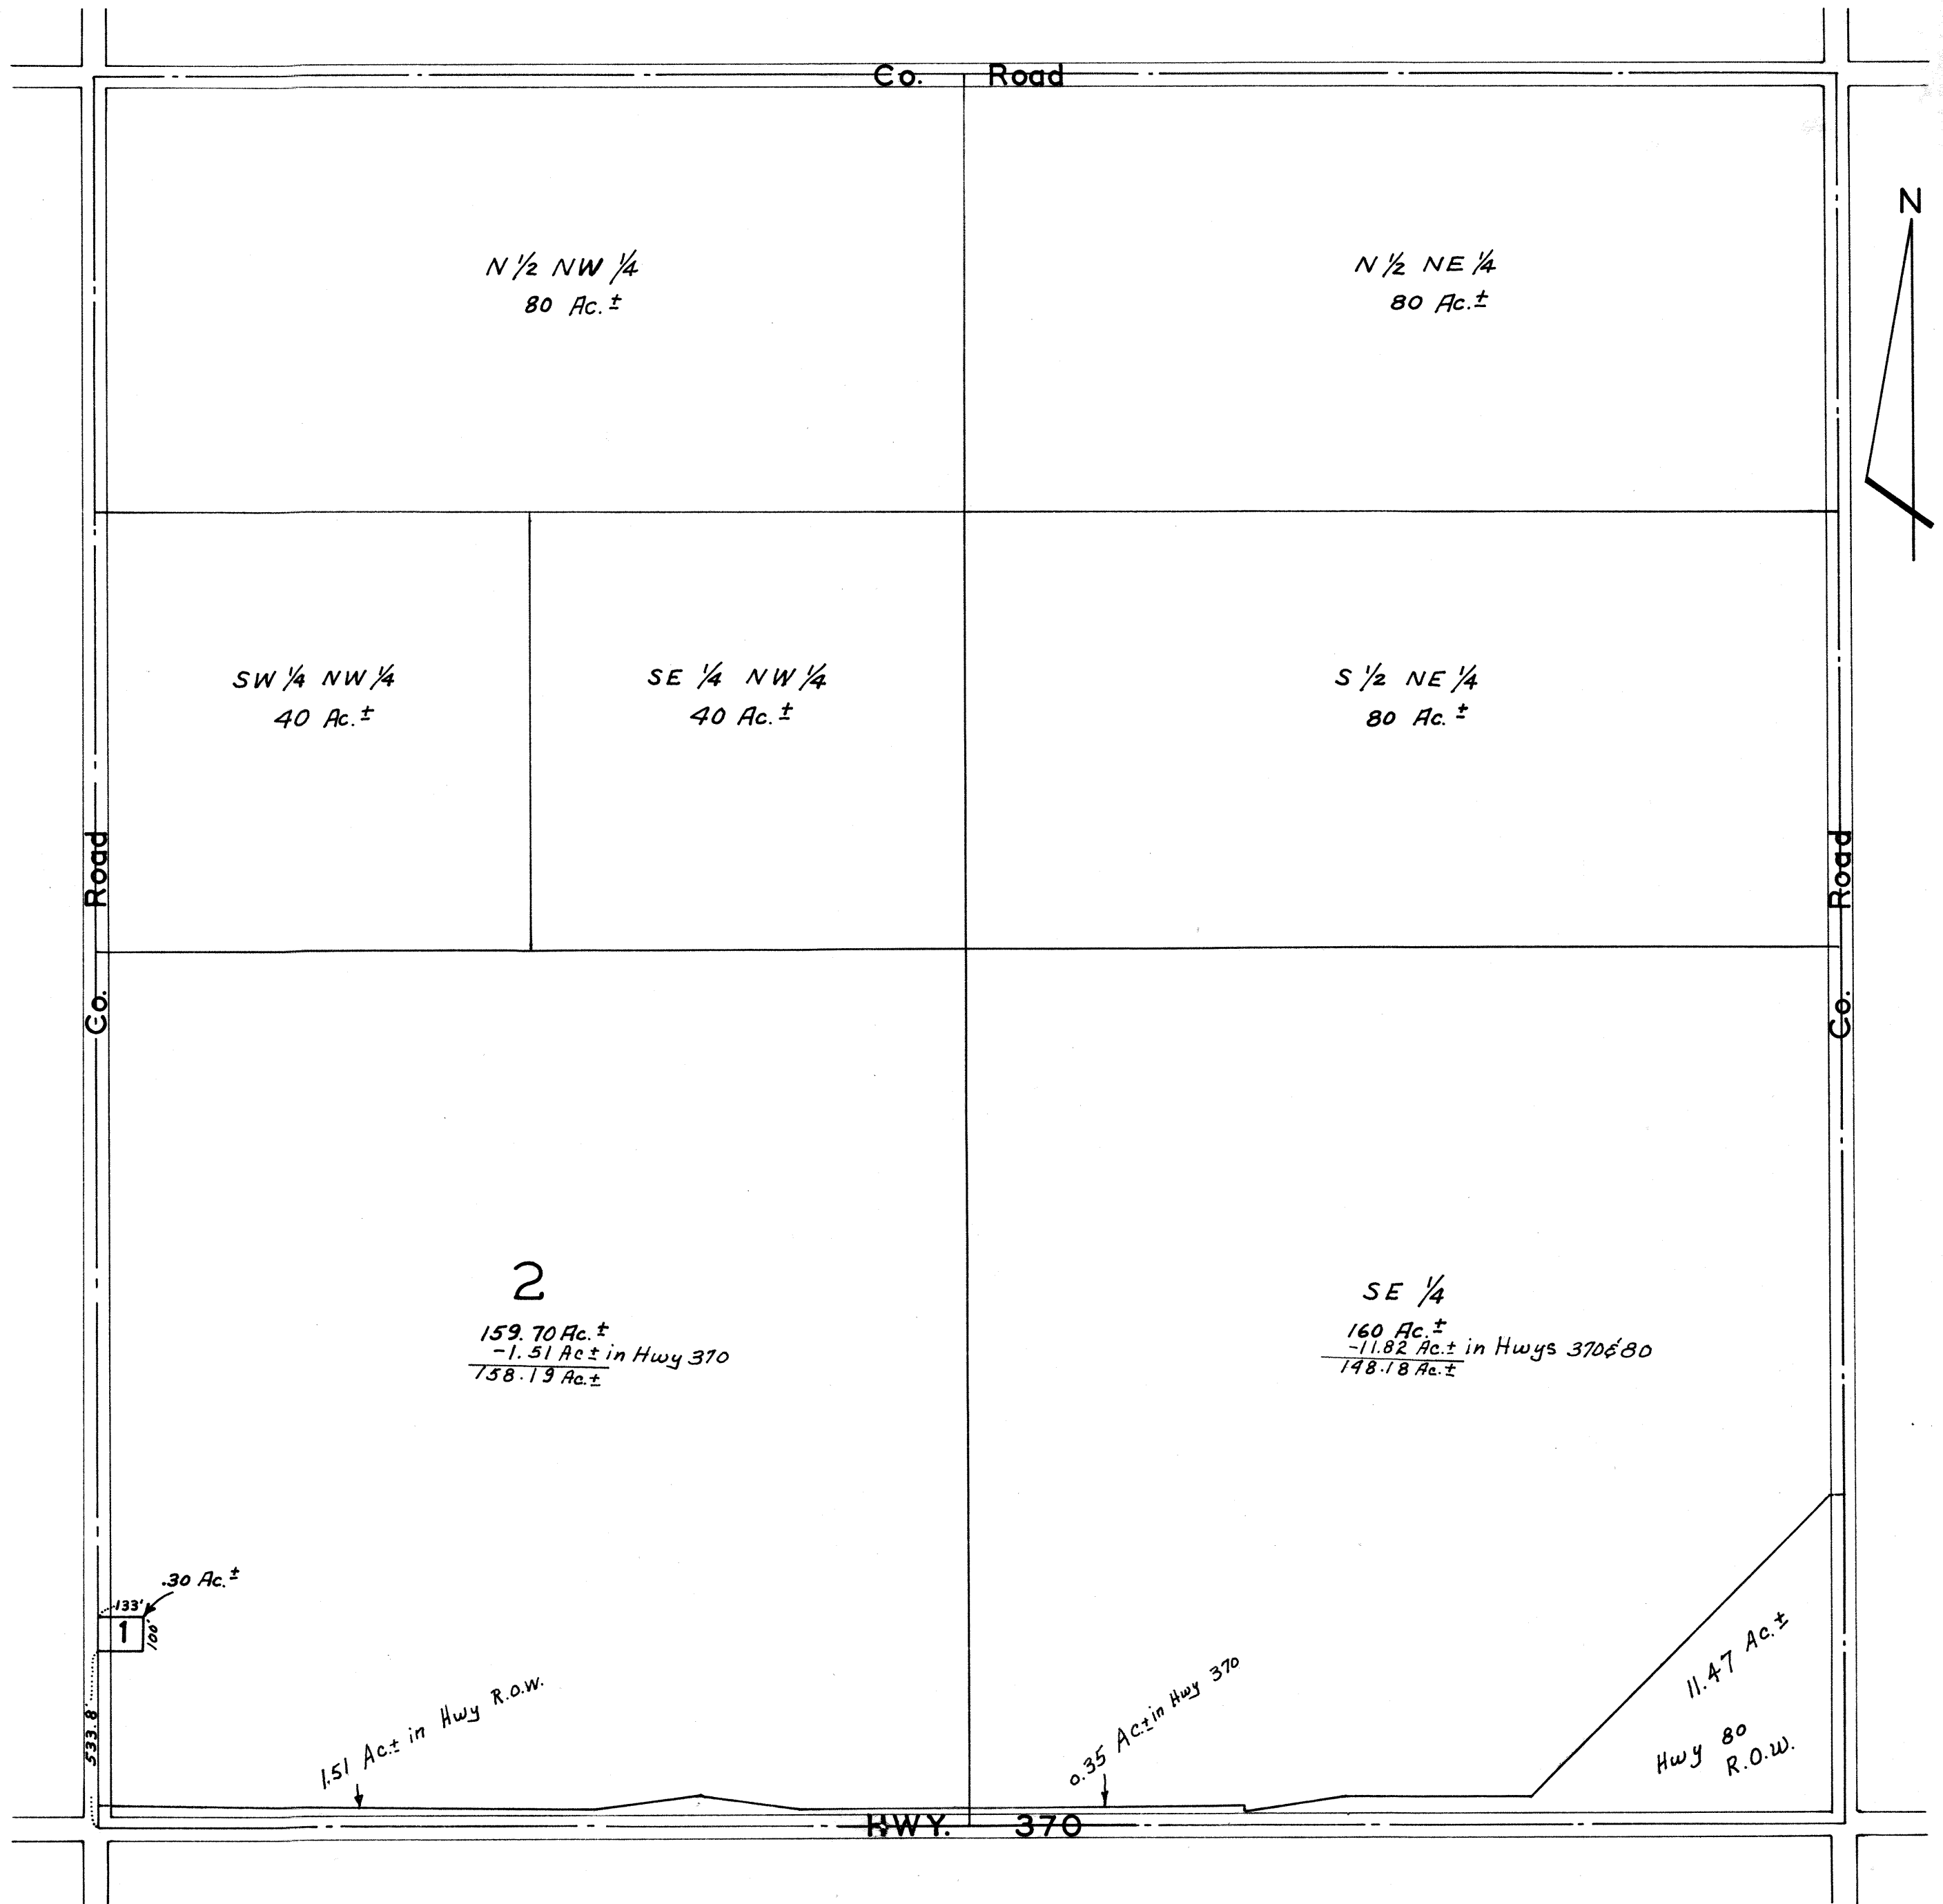 Co. Road
N
N 1/2 NW 1/4
80 Ac.±
N 1/2 NE 1/4
80 Ac.±
SW 1/4 NW 1/4
40 Ac.±
SE 1/4 NW 1/4
40 Ac.±
S 1/2 NE 1/4
80 Ac.±
Co. Road
Co. Road
2
159.70 Ac.±
-1.51 Ac± in Hwy 370
158.19 Ac.±
SE 1/4
160 Ac.±
-11.82 Ac.± in Hwys 370&80
148.18 Ac.±
.30 Ac.±
133'
1
100'
533.8'
1.51 Ac.± in Hwy R.O.W.
0.35 Ac.± in Hwy 370
11.47 Ac.±
Hwy 80
R.O.W.
HWY. 370